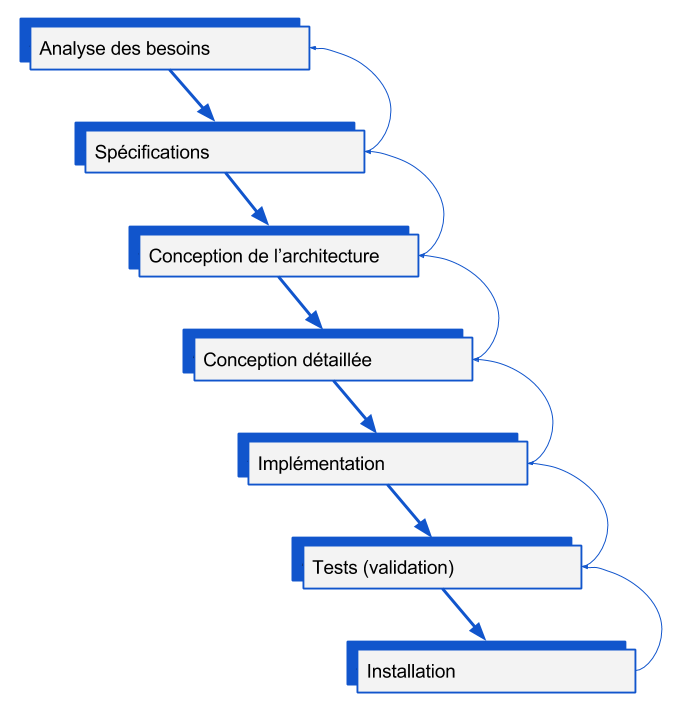 Analyse des besoins
Spécifications
Conception de l’architecture
Conception détaillée
Implémentation
Tests (validation)
Installation